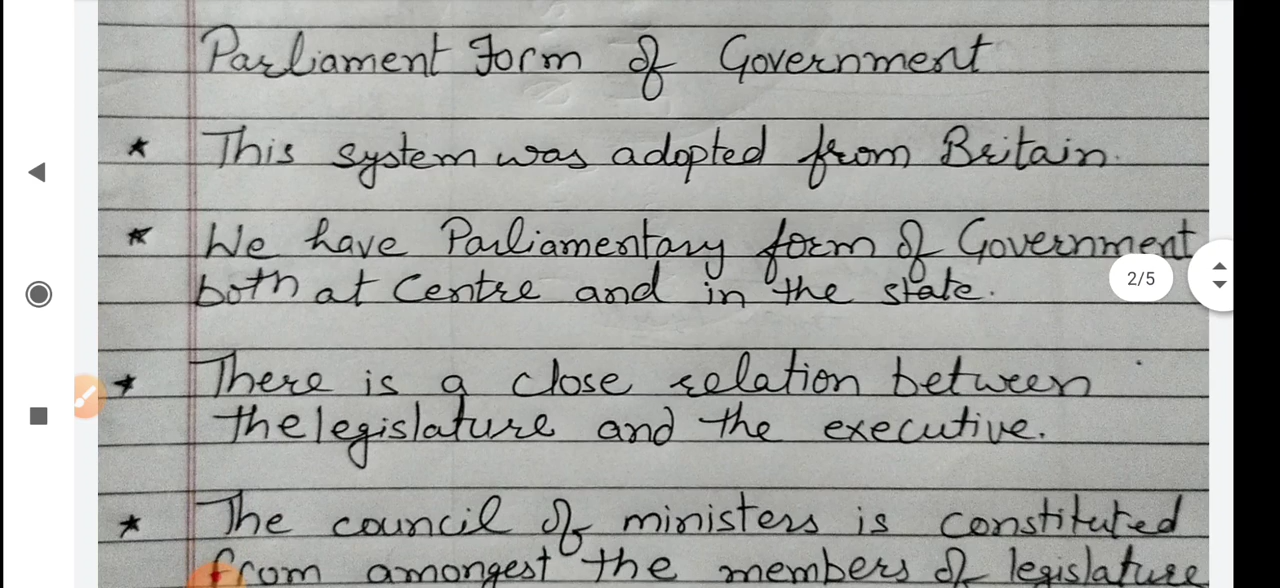 Parliament Form of Government
★ This system was adopted from Britain.
★ We have Parliamentary form of Government
both at Centre and in the state.
2/5
★ There is a close relation between
the legislature and the executive.
★ The council of ministers is constituted
from amongest the members of legislature